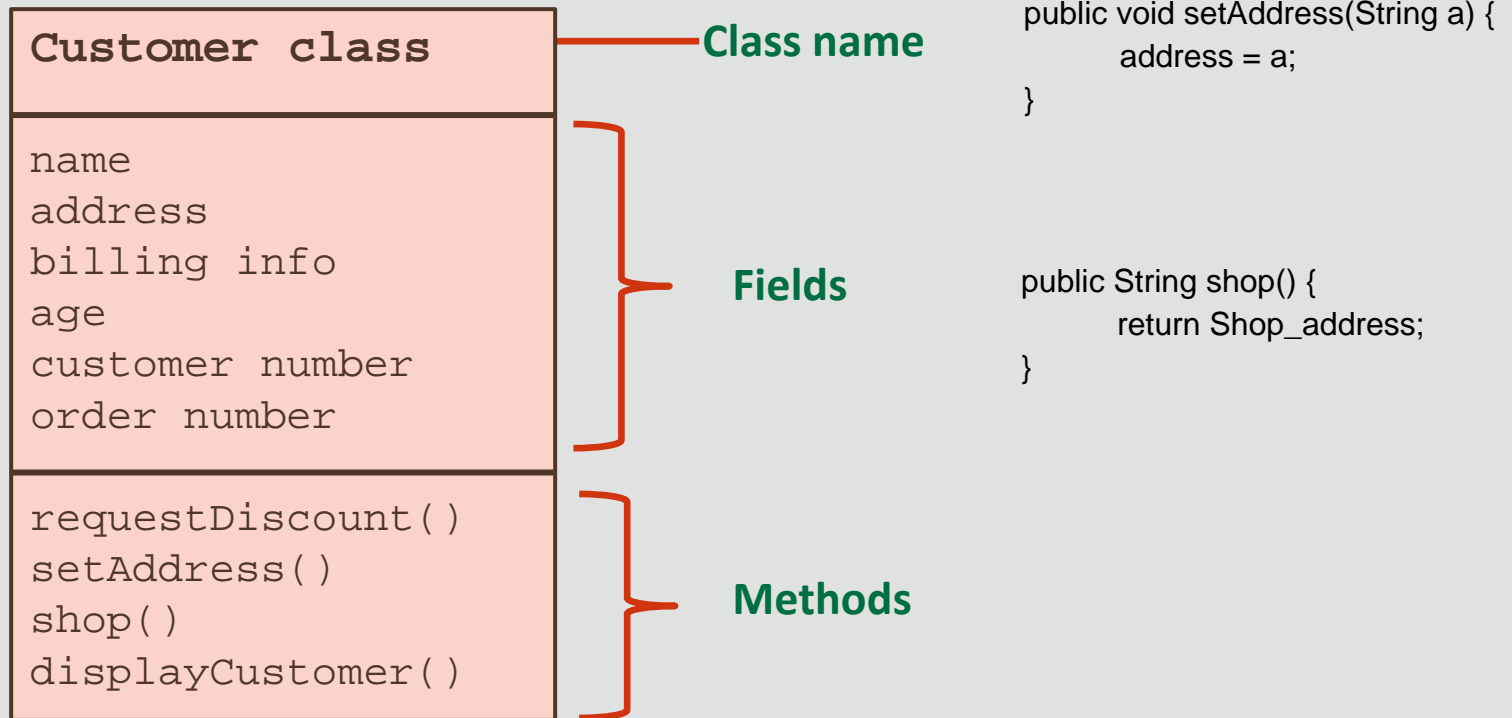 Customer class
Class name
name
address
billing info
age
customer number
order number
Fields
requestDiscount()
setAddress()
shop()
displayCustomer()
Methods
public void setAddress(String a) {
address = a;
}
public String shop() {
return Shop_address;
}